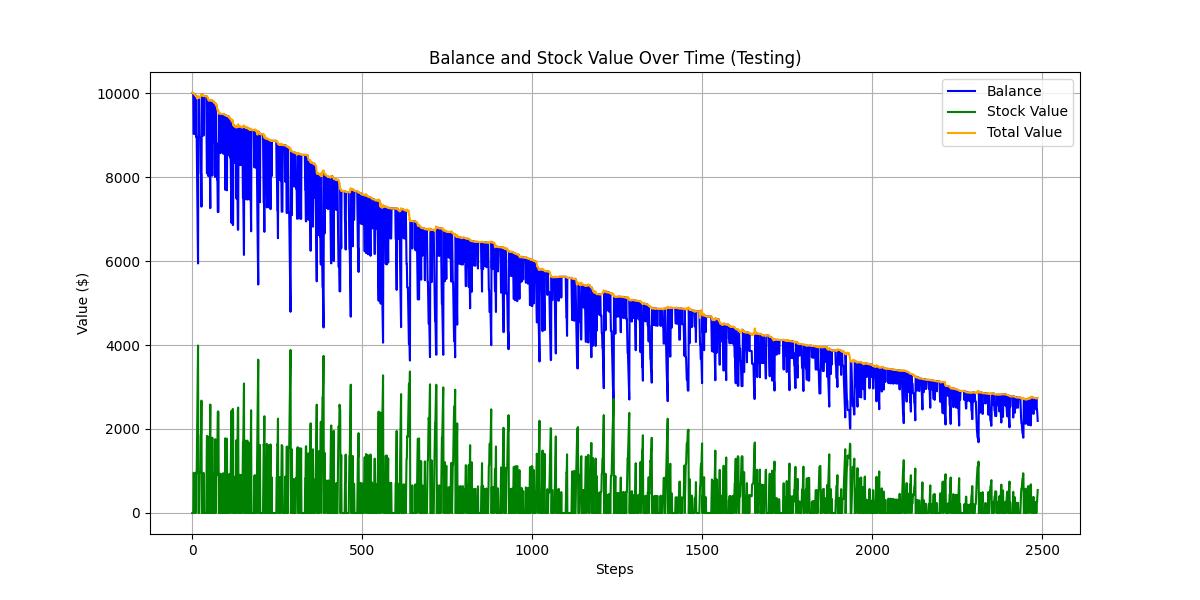 Balance and Stock Value Over Time (Testing)
Balance
Stock Value
Total Value
Value ($)
10000
8000
6000
4000
2000
0
0
500
1000
1500
2000
2500
Steps